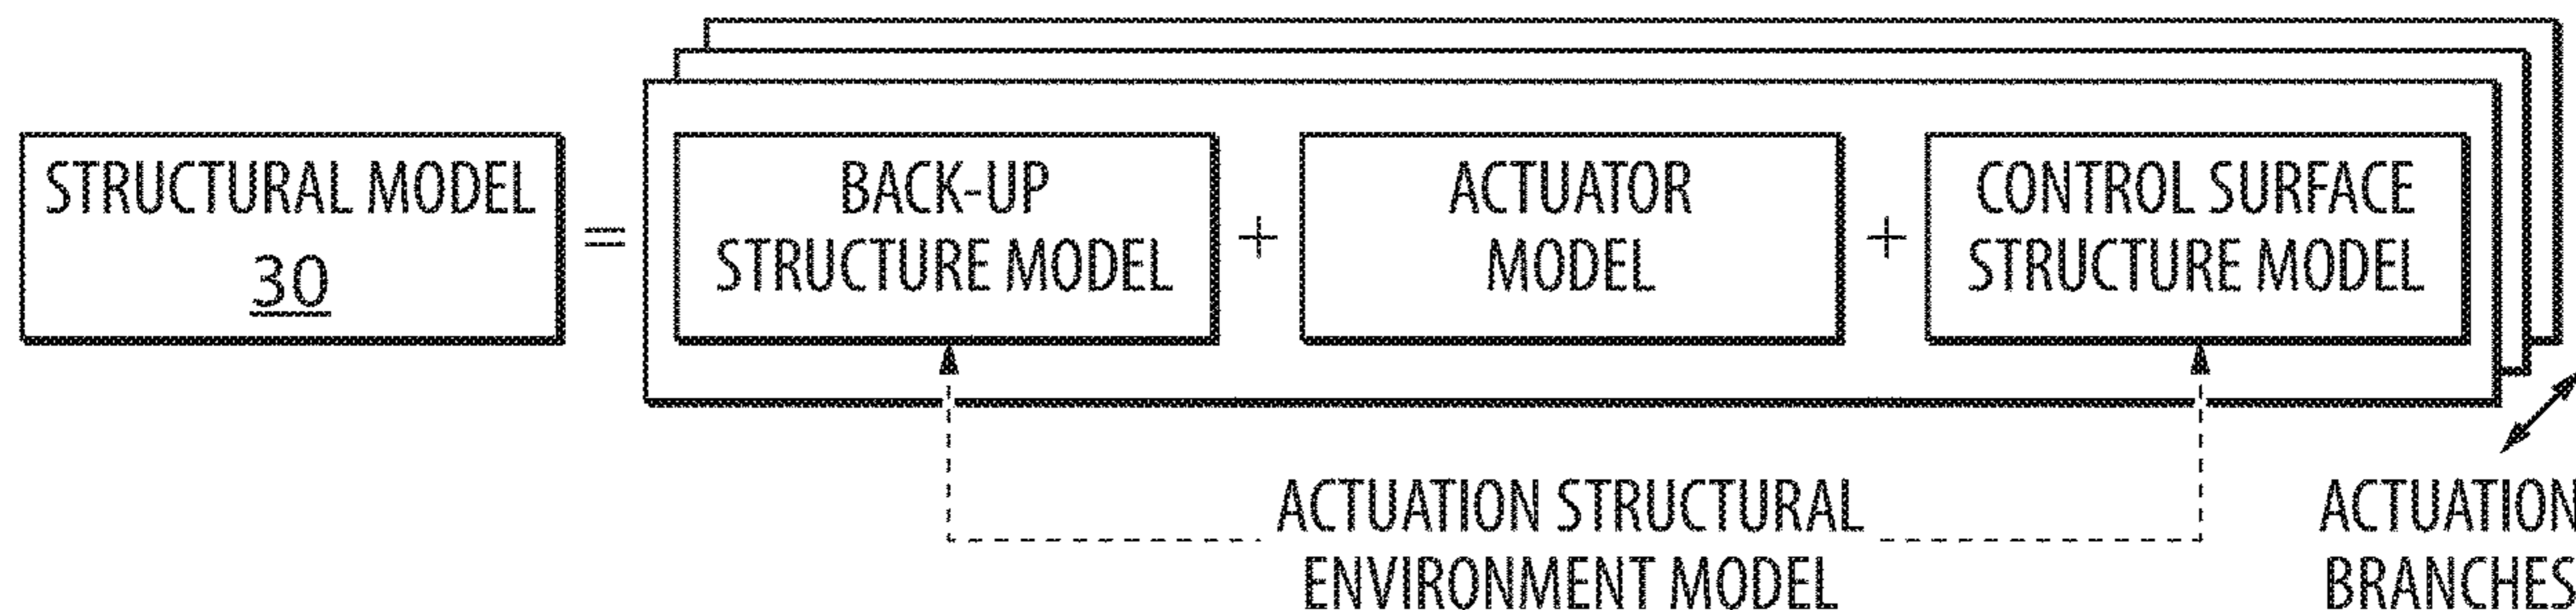 STRUCTURAL MODEL
30
=
BACK-UP
STRUCTURE MODEL
+
ACTUATOR
MODEL
+
CONTROL SURFACE
STRUCTURE MODEL
ACTUATION STRUCTURAL
ENVIRONMENT MODEL
ACTUATION
BRANCHES